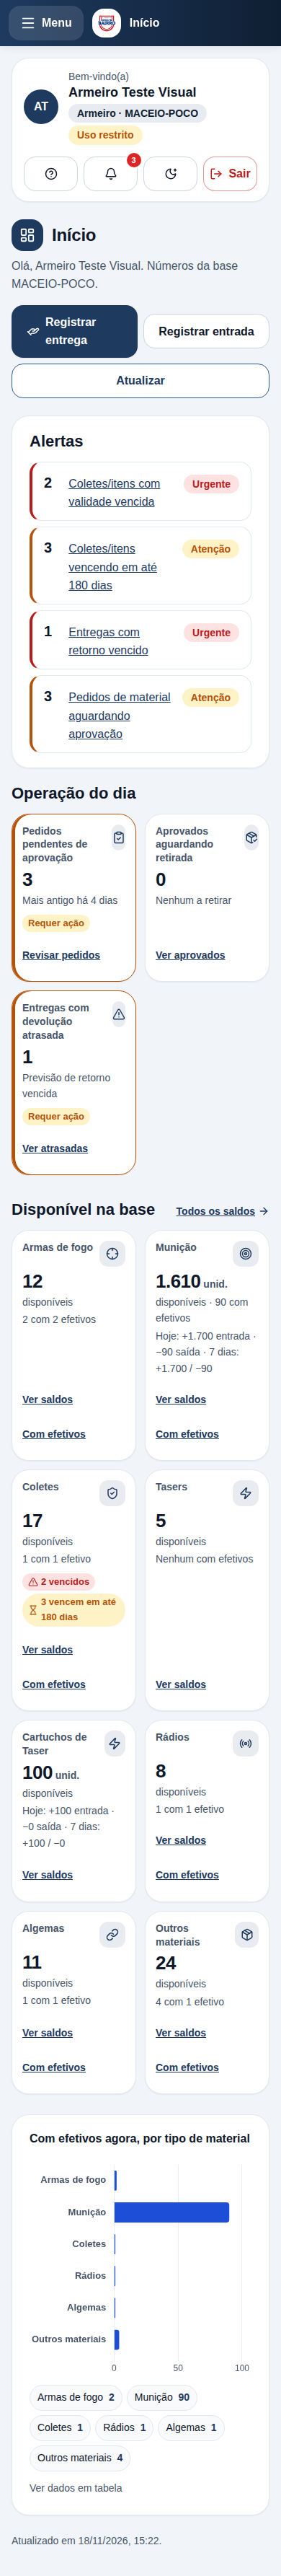 Menu
Início
Bem-vindo(a)
AT
Armeiro Teste Visual
Armeiro · MACEIO-POCO
Uso restrito
3
Sair
Início
Olá, Armeiro Teste Visual. Números da base
MACEIO-POCO.
Registrar
entrega
Registrar entrada
Atualizar
Alertas
2
Coletes/itens com
validade vencida
Urgente
3
Coletes/itens
vencendo em até
180 dias
Atenção
1
Entregas com
retorno vencido
Urgente
3
Pedidos de material
aguardando
aprovação
Atenção
Operação do dia
Pedidos
pendentes de
aprovação
3
Mais antigo há 4 dias
Requer ação
Revisar pedidos
Aprovados
aguardando
retirada
0
Nenhum a retirar
Ver aprovados
Entregas com
devolução
atrasada
1
Previsão de retorno
vencida
Requer ação
Ver atrasadas
Disponível na base
Todos os saldos
Armas de fogo
12
disponíveis
2 com 2 efetivos
Ver saldos
Com efetivos
Munição
1.610 unid.
disponíveis · 90 com
efetivos
Hoje: +1.700 entrada ·
−90 saída · 7 dias:
+1.700 / −90
Ver saldos
Com efetivos
Coletes
17
disponíveis
1 com 1 efetivo
2 vencidos
3 vencem em até
180 dias
Ver saldos
Com efetivos
Tasers
5
disponíveis
Nenhum com efetivos
Ver saldos
Cartuchos de
Taser
100 unid.
disponíveis
Hoje: +100 entrada ·
−0 saída · 7 dias:
+100 / −0
Ver saldos
Rádios
8
disponíveis
1 com 1 efetivo
Ver saldos
Com efetivos
Algemas
11
disponíveis
1 com 1 efetivo
Ver saldos
Com efetivos
Outros
materiais
24
disponíveis
4 com 1 efetivo
Ver saldos
Com efetivos
Com efetivos agora, por tipo de material
Armas de fogo
Munição
Coletes
Rádios
Algemas
Outros materiais
0 50 100
Armas de fogo 2
Munição 90
Coletes 1
Rádios 1
Algemas 1
Outros materiais 4
Ver dados em tabela
Atualizado em 18/11/2026, 15:22.